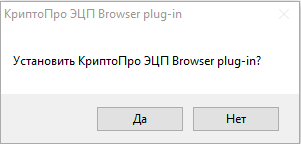 КриптоПро ЭЦП Browser plug-in
Установить КриптоПро ЭЦП Browser plug-in?
Да Нет